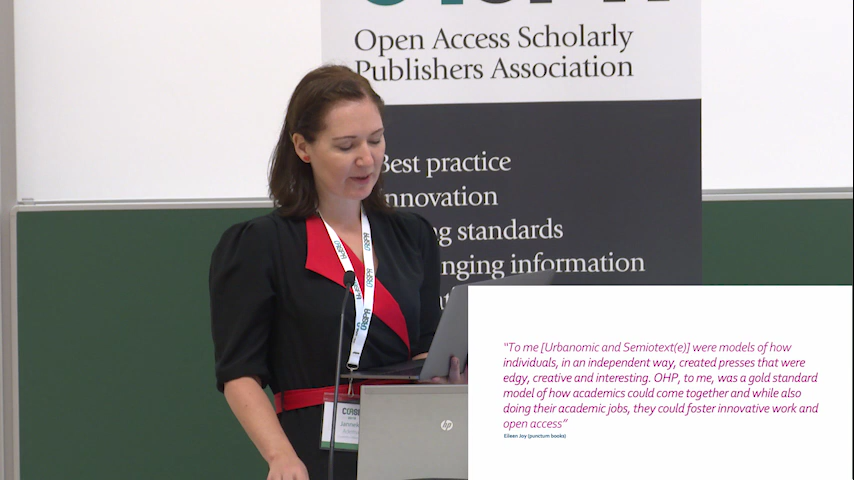 Open Access Scholarly
Publishers Association
Best practice
standards
information
OASPA
OASPA
hp
"To me [Urbanomic and Semiotext(e)] were models of how
individuals, in an independent way, created presses that were
edgy, creative and interesting. OHP, to me, was a gold standard
model of how academics could come together and while also
doing their academic jobs, they could foster innovative work and
open access"
Eileen Joy (punctum books)